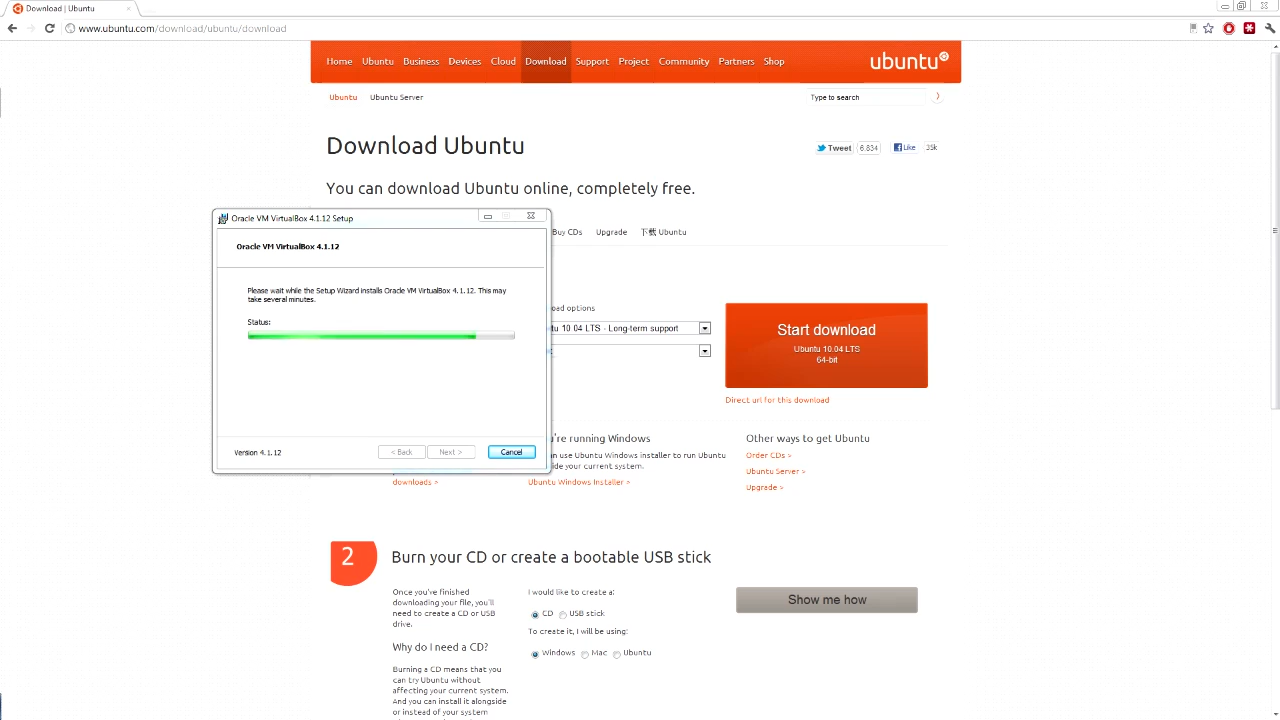 Download | Ubuntu
www.ubuntu.com/download/ubuntu/download
Home Ubuntu Business Devices Cloud Download Support Project Community Partners Shop
ubuntu
Ubuntu Ubuntu Server
Type to search
Download Ubuntu
Tweet 6,834 Like 35k
You can download Ubuntu online, completely free.
Buy CDs Upgrade 下載 Ubuntu
Oracle VM VirtualBox 4.1.12 Setup
Oracle VM VirtualBox 4.1.12
Please wait while the Setup Wizard installs Oracle VM VirtualBox 4.1.12. This may
take several minutes.
Status:
Version 4.1.12
< Back Next > Cancel
oad options
tu 10.04 LTS - Long-term support
Start download
Ubuntu 10.04 LTS
64-bit
Direct url for this download
're running Windows
an use Ubuntu Windows installer to run Ubuntu
ide your current system.
downloads >
Ubuntu Windows Installer >
Other ways to get Ubuntu
Order CDs >
Ubuntu Server >
Upgrade >
2
Burn your CD or create a bootable USB stick
Once you've finished
downloading your file, you'll
need to create a CD or USB
drive.
Why do I need a CD?
Burning a CD means that you
can try Ubuntu without
affecting your current system.
And you can install it alongside
or instead of your system
I would like to create a:
CD USB stick
To create it, I will be using:
Windows Mac Ubuntu
Show me how